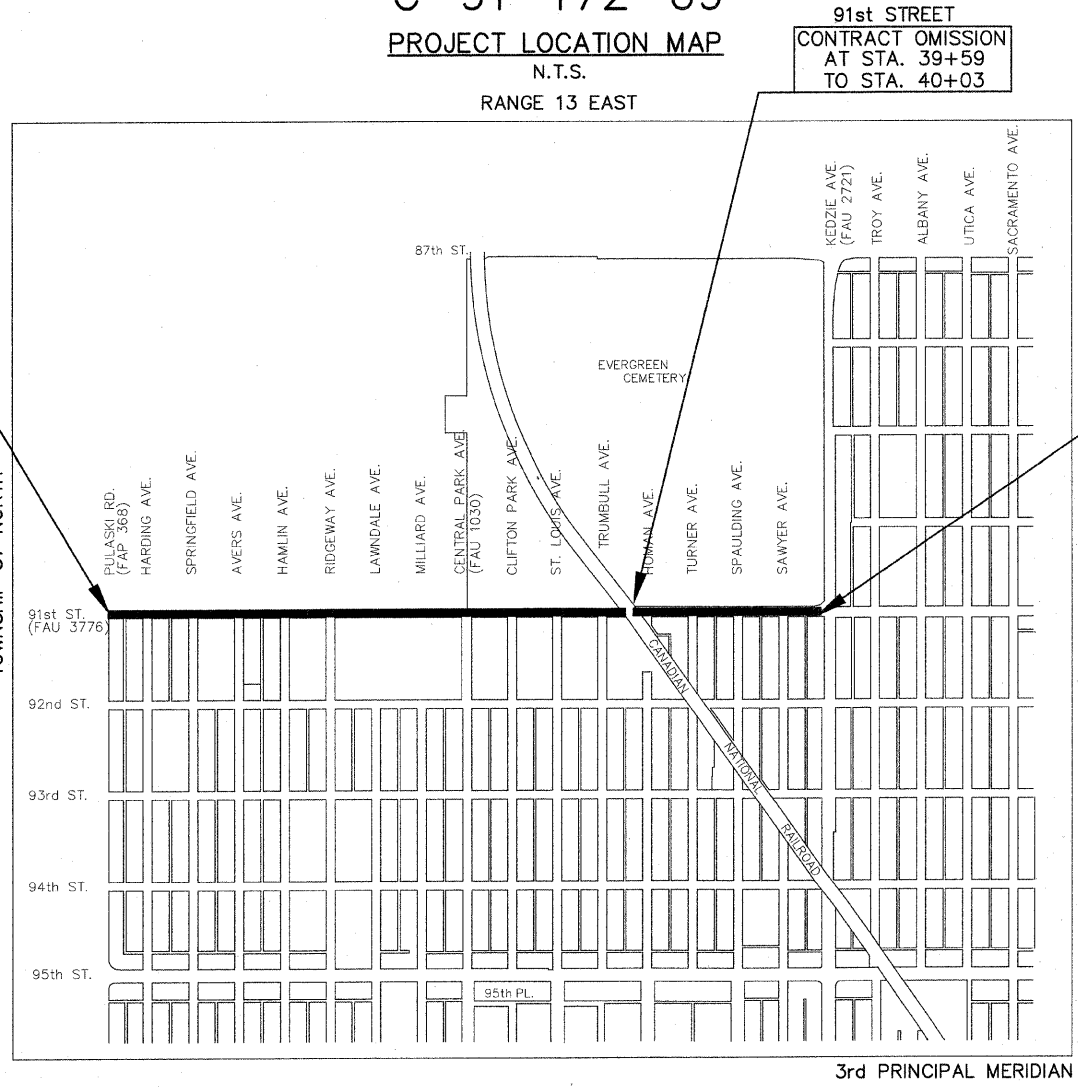 PROJECT LOCATION MAP
N.T.S.
RANGE 13 EAST
91st STREET
CONTRACT OMISSION
AT STA. 39+59
TO STA. 40+03
KEDZIE AVE.
(FAU 2721)
TROY AVE.
ALBANY AVE.
UTICA AVE.
SACRAMENTO AVE.
87th ST.
EVERGREEN
CEMETERY
PULASKI RD.
(FAP 368)
HARDING AVE.
SPRINGFIELD AVE.
AVERS AVE.
HAMLIN AVE.
RIDGEWAY AVE.
LAWNDALE AVE.
MILLIARD AVE.
CENTRAL PARK AVE.
(FAU 1030)
CLIFTON PARK AVE.
ST. LOUIS AVE.
TRUMBULL AVE.
HOMAN AVE.
TURNER AVE.
SPAULDING AVE.
SAWYER AVE.
91st ST.
(FAU 3776)
92nd ST.
93rd ST.
94th ST.
95th ST.
95th PL.
CANADIAN
NATIONAL
RAILROAD
3rd PRINCIPAL MERIDIAN